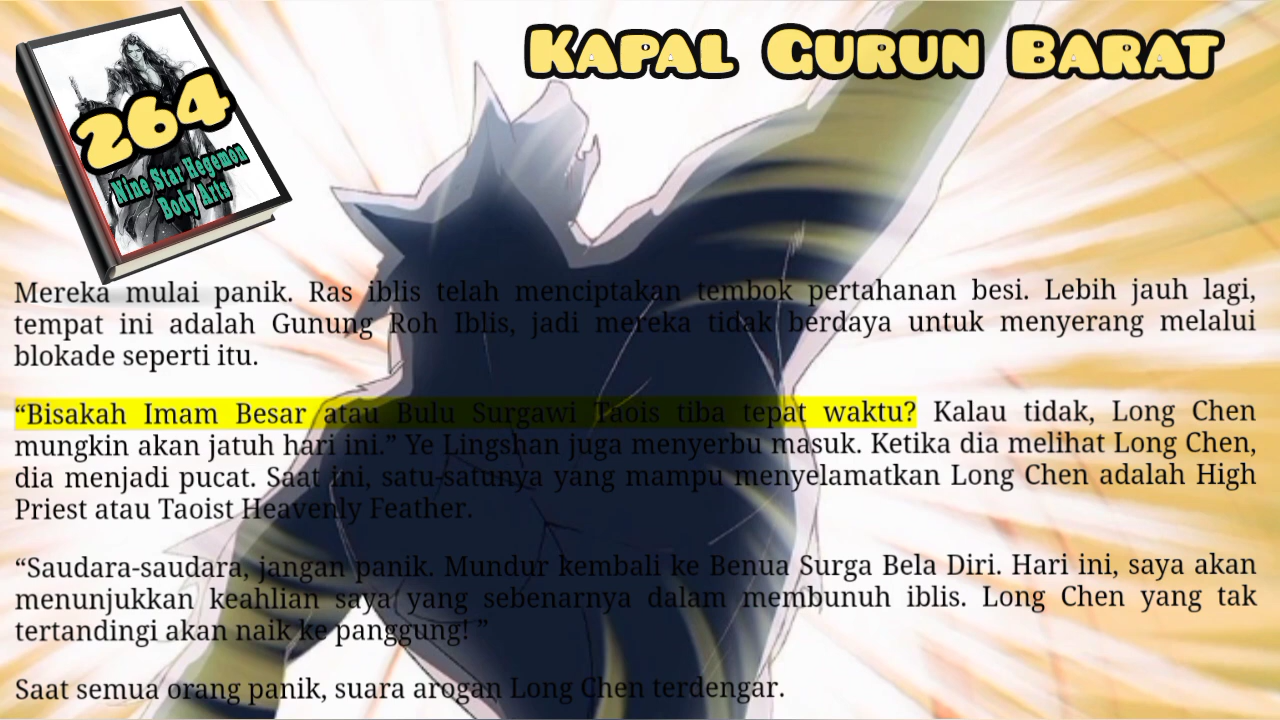 Kapal Gurun Barat
264
Nine Star Hegemon
Body Arts
Mereka mulai panik. Ras iblis telah menciptakan tembok pertahanan besi. Lebih jauh lagi,
tempat ini adalah Gunung Roh Iblis, jadi mereka tidak berdaya untuk menyerang melalui
blokade seperti itu.
“Bisakah Imam Besar atau Bulu Surgawi Taois tiba tepat waktu? Kalau tidak, Long Chen
mungkin akan jatuh hari ini.” Ye Lingshan juga menyerbu masuk. Ketika dia melihat Long Chen,
dia menjadi pucat. Saat ini, satu-satunya yang mampu menyelamatkan Long Chen adalah High
Priest atau Taoist Heavenly Feather.
“Saudara-saudara, jangan panik. Mundur kembali ke Benua Surga Bela Diri. Hari ini, saya akan
menunjukkan keahlian saya yang sebenarnya dalam membunuh iblis. Long Chen yang tak
tertandingi akan naik ke panggung! ”
Saat semua orang panik, suara arogan Long Chen terdengar.